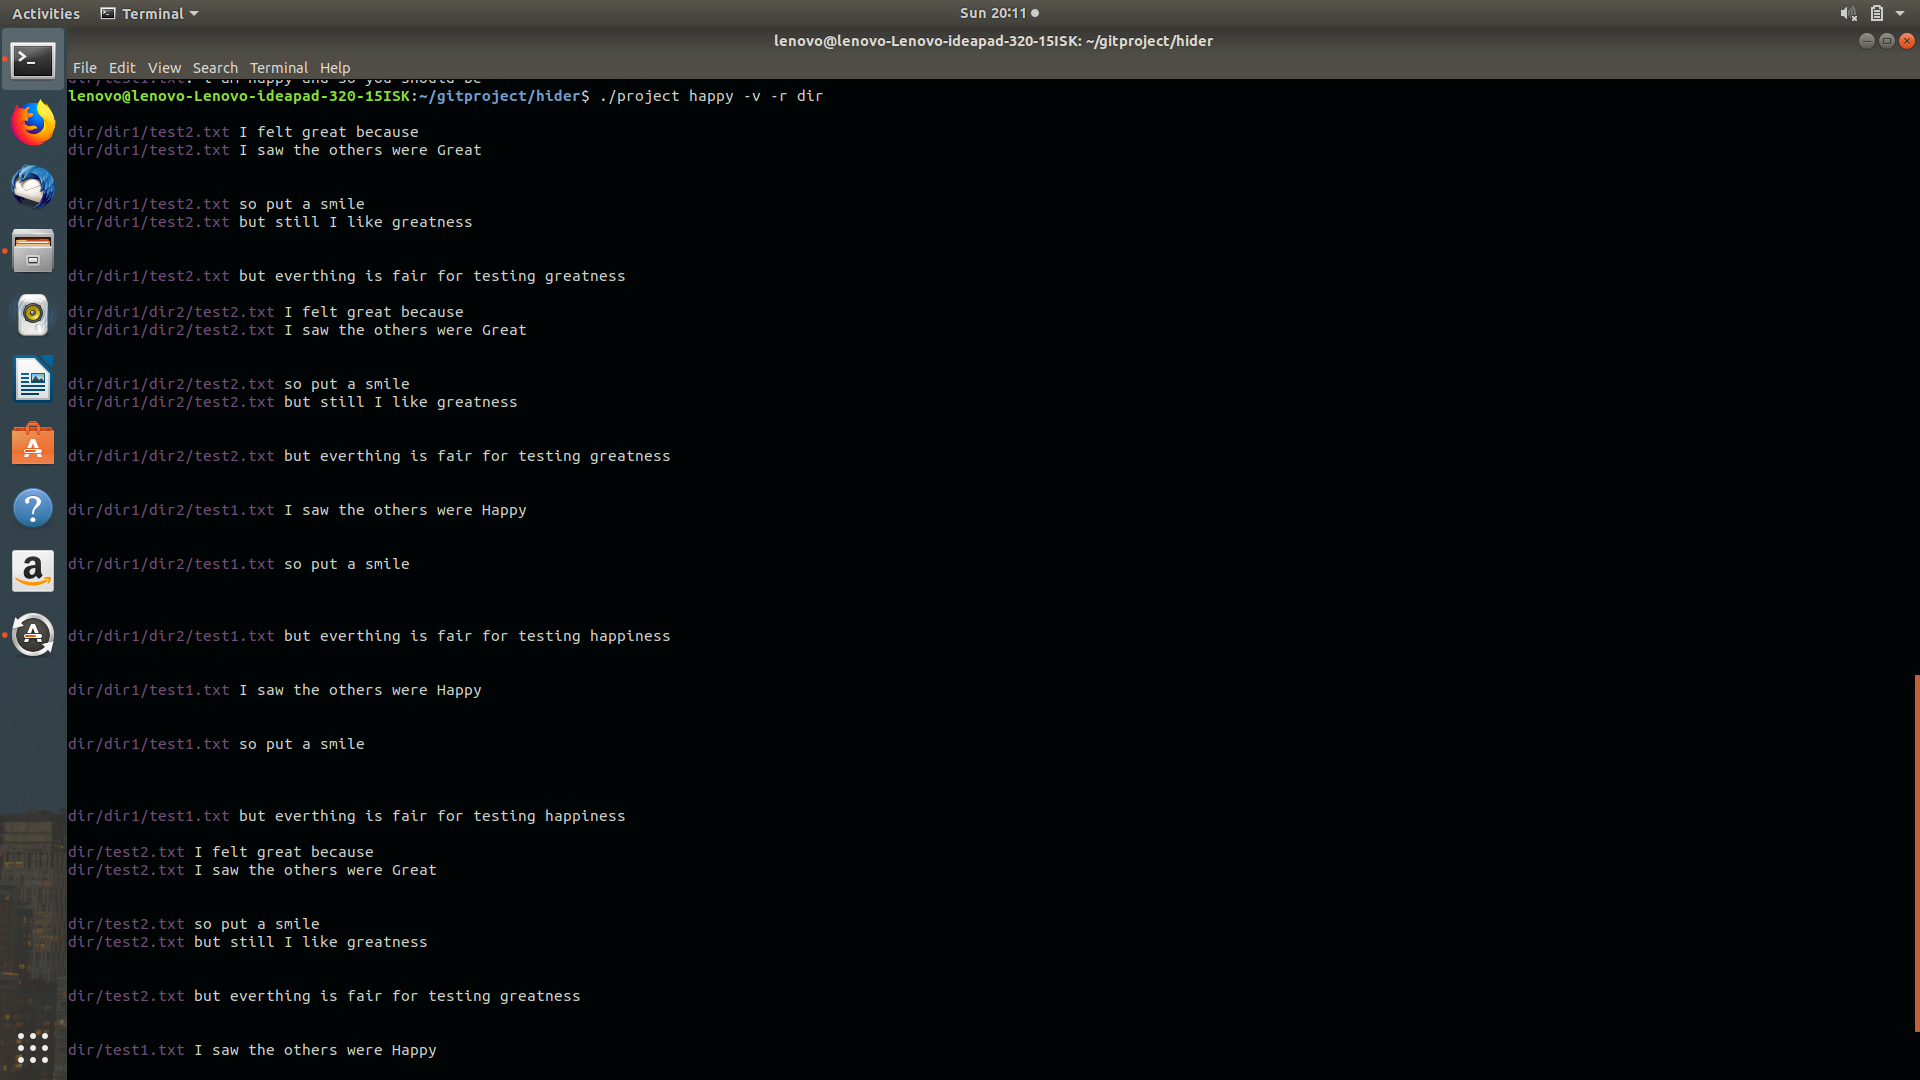 Activities Terminal Sun 20:11
lenovo@lenovo-Lenovo-ideapad-320-15ISK: ~/gitproject/hider
File Edit View Search Terminal Help
dir/test1.txt: i am happy and so you should be
lenovo@lenovo-Lenovo-ideapad-320-15ISK:~/gitproject/hider$ ./project happy -v -r dir
dir/dir1/test2.txt I felt great because
dir/dir1/test2.txt I saw the others were Great
dir/dir1/test2.txt so put a smile
dir/dir1/test2.txt but still I like greatness
dir/dir1/test2.txt but everthing is fair for testing greatness
dir/dir1/dir2/test2.txt I felt great because
dir/dir1/dir2/test2.txt I saw the others were Great
dir/dir1/dir2/test2.txt so put a smile
dir/dir1/dir2/test2.txt but still I like greatness
dir/dir1/dir2/test2.txt but everthing is fair for testing greatness
dir/dir1/dir2/test1.txt I saw the others were Happy
dir/dir1/dir2/test1.txt so put a smile
dir/dir1/dir2/test1.txt but everthing is fair for testing happiness
dir/dir1/test1.txt I saw the others were Happy
dir/dir1/test1.txt so put a smile
dir/dir1/test1.txt but everthing is fair for testing happiness
dir/test2.txt I felt great because
dir/test2.txt I saw the others were Great
dir/test2.txt so put a smile
dir/test2.txt but still I like greatness
dir/test2.txt but everthing is fair for testing greatness
dir/test1.txt I saw the others were Happy